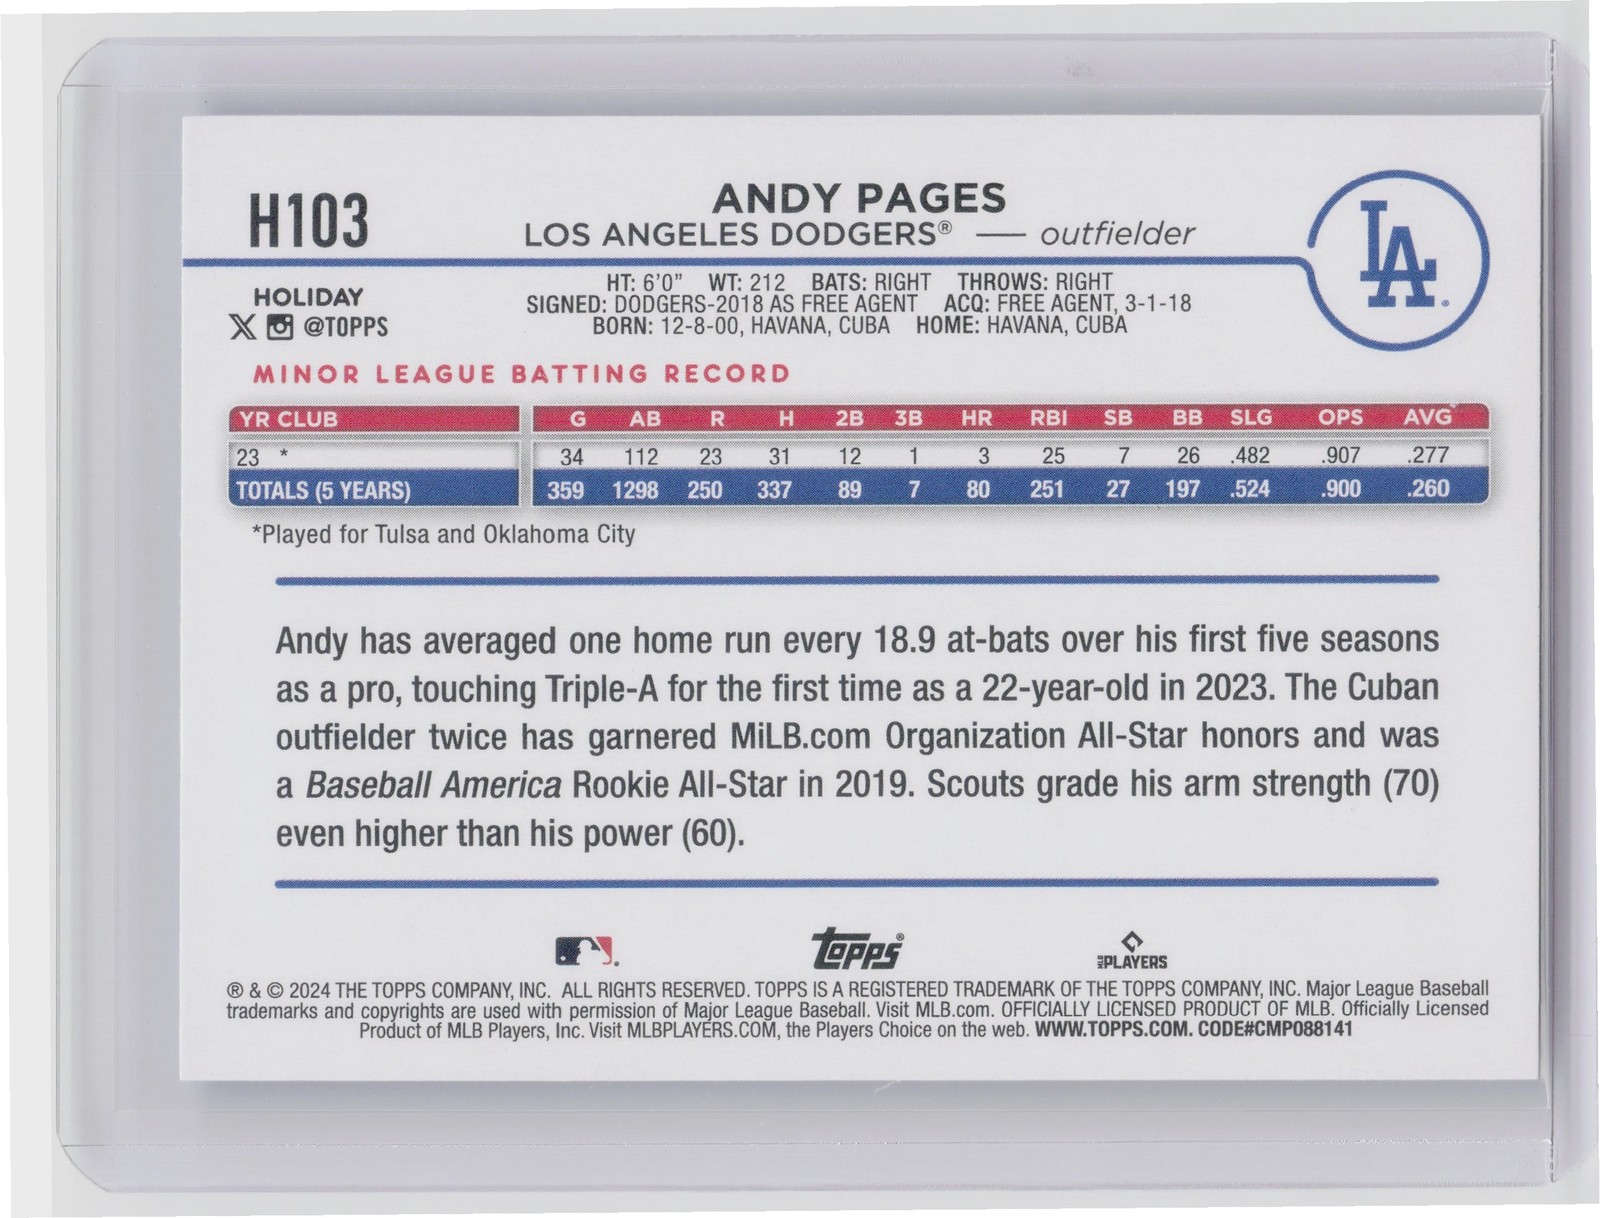 H103
ANDY PAGES
LOS ANGELES DODGERS® — outfielder
LA
HOLIDAY
X @TOPPS
HT: 6'0" WT: 212 BATS: RIGHT THROWS: RIGHT
SIGNED: DODGERS-2018 AS FREE AGENT ACQ: FREE AGENT, 3-1-18
BORN: 12-8-00, HAVANA, CUBA HOME: HAVANA, CUBA
MINOR LEAGUE BATTING RECORD
YR CLUB G AB R H 2B 3B HR RBI SB BB SLG OPS AVG
23 * 34 112 23 31 12 1 3 25 7 26 .482 .907 .277
TOTALS (5 YEARS) 359 1298 250 337 89 7 80 251 27 197 .524 .900 .260
*Played for Tulsa and Oklahoma City
Andy has averaged one home run every 18.9 at-bats over his first five seasons
as a pro, touching Triple-A for the first time as a 22-year-old in 2023. The Cuban
outfielder twice has garnered MiLB.com Organization All-Star honors and was
a Baseball America Rookie All-Star in 2019. Scouts grade his arm strength (70)
even higher than his power (60).
Topps® PLAYERS
® & © 2024 THE TOPPS COMPANY, INC. ALL RIGHTS RESERVED. TOPPS IS A REGISTERED TRADEMARK OF THE TOPPS COMPANY, INC. Major League Baseball
trademarks and copyrights are used with permission of Major League Baseball. Visit MLB.com. OFFICIALLY LICENSED PRODUCT OF MLB. Officially Licensed
Product of MLB Players, Inc. Visit MLBPLAYERS.COM, the Players Choice on the web. WWW.TOPPS.COM. CODE#CMP088141